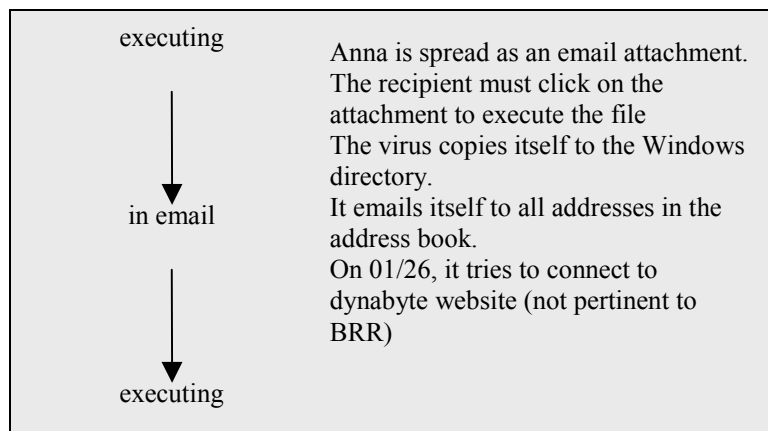 executing
in email
executing
Anna is spread as an email attachment.
The recipient must click on the
attachment to execute the file
The virus copies itself to the Windows
directory.
It emails itself to all addresses in the
address book.
On 01/26, it tries to connect to
dynabyte website (not pertinent to
BRR)